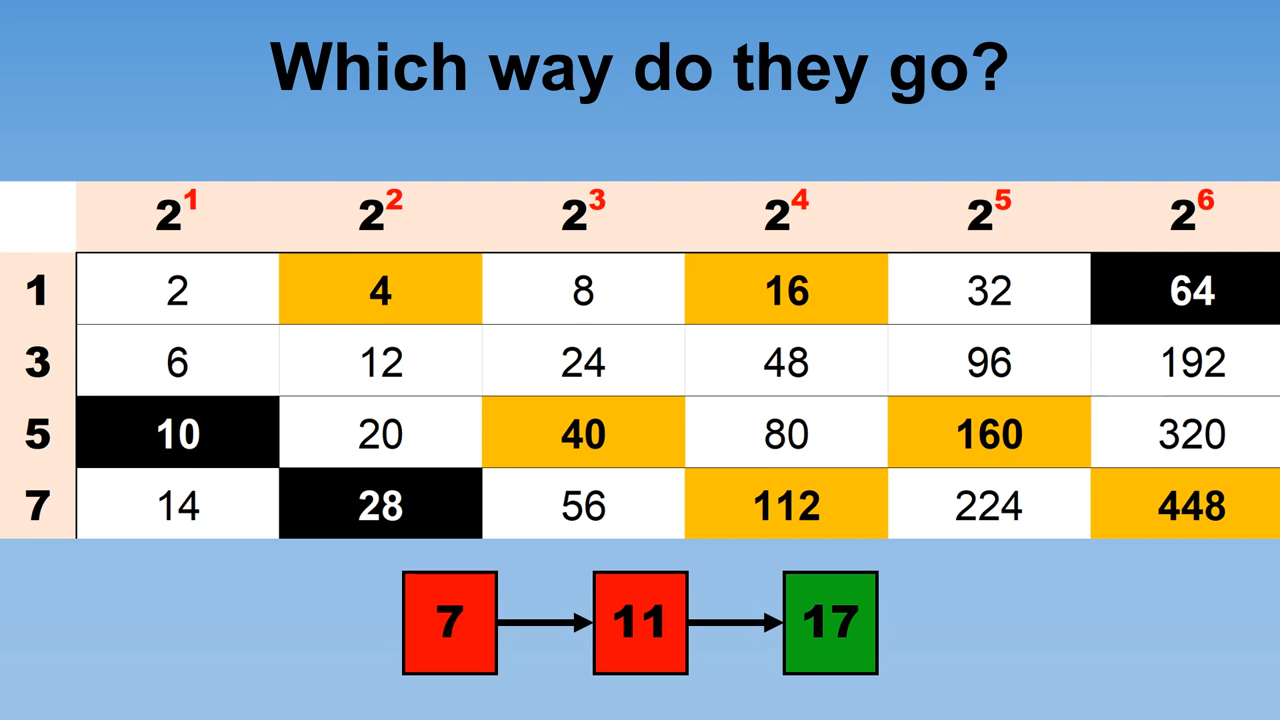 Which way do they go?
2¹ 2² 2³ 2⁴ 2⁵ 2⁶
1 2 4 8 16 32 64
3 6 12 24 48 96 192
5 10 20 40 80 160 320
7 14 28 56 112 224 448
7 11 17